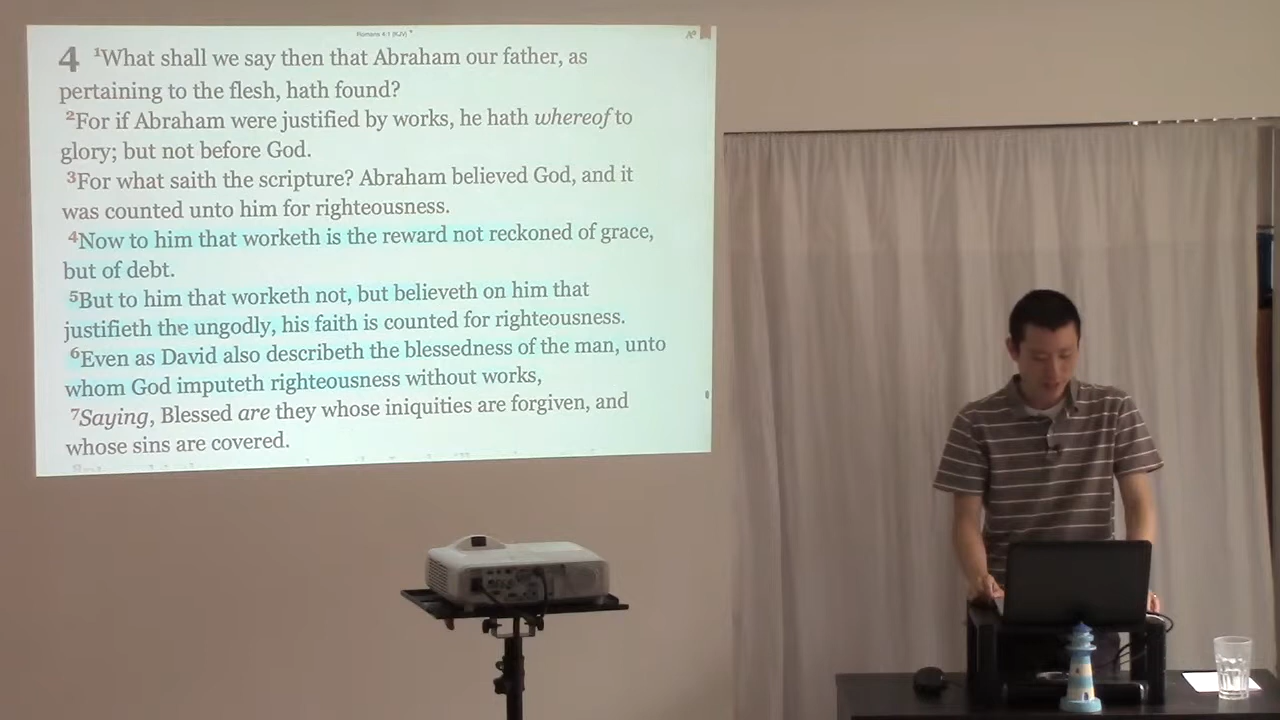 Romans 4:1 (KJV)
4 1What shall we say then that Abraham our father, as
pertaining to the flesh, hath found?
2For if Abraham were justified by works, he hath whereof to
glory; but not before God.
3For what saith the scripture? Abraham believed God, and it
was counted unto him for righteousness.
4Now to him that worketh is the reward not reckoned of grace,
but of debt.
5But to him that worketh not, but believeth on him that
justifieth the ungodly, his faith is counted for righteousness.
6Even as David also describeth the blessedness of the man, unto
whom God imputeth righteousness without works,
7Saying, Blessed are they whose iniquities are forgiven, and
whose sins are covered.